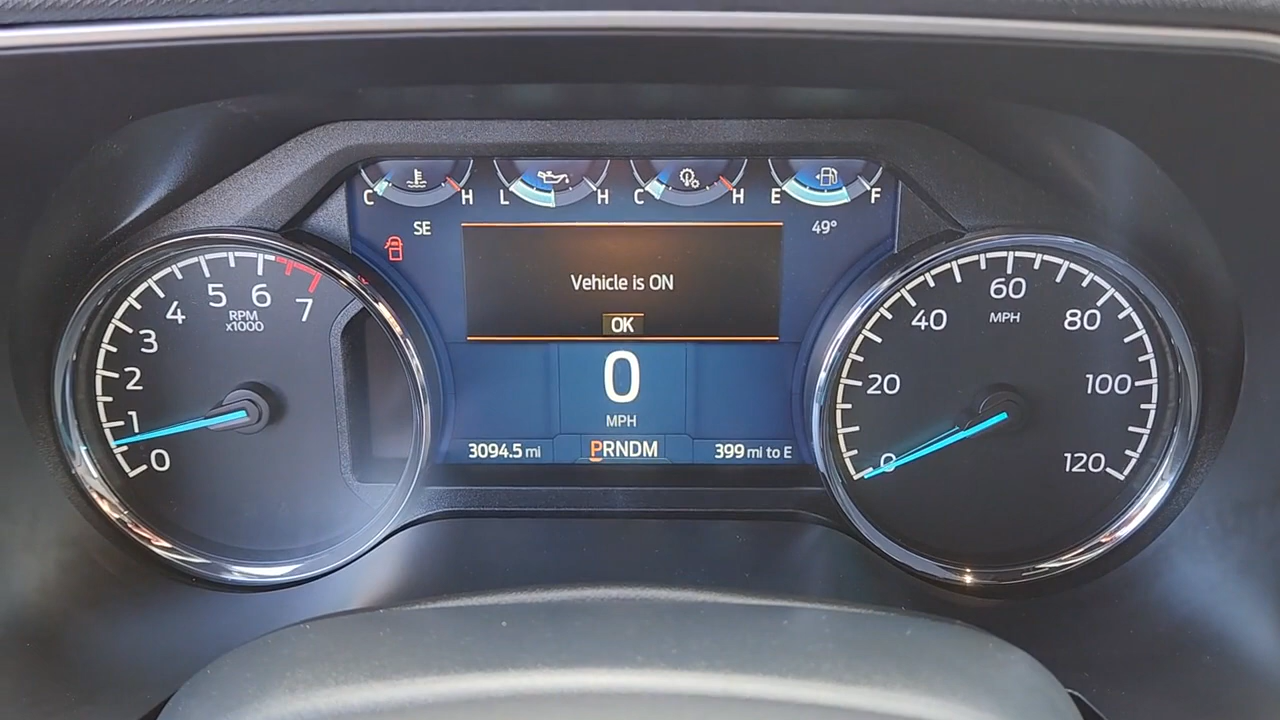 C H L H C H E F
SE
49°
Vehicle is ON
OK
0
MPH
3094.5 mi
PRNDM
399 mi to E
0
1
2
3
4
5
6
7
RPM
x1000
0
20
40
60
80
100
120
MPH